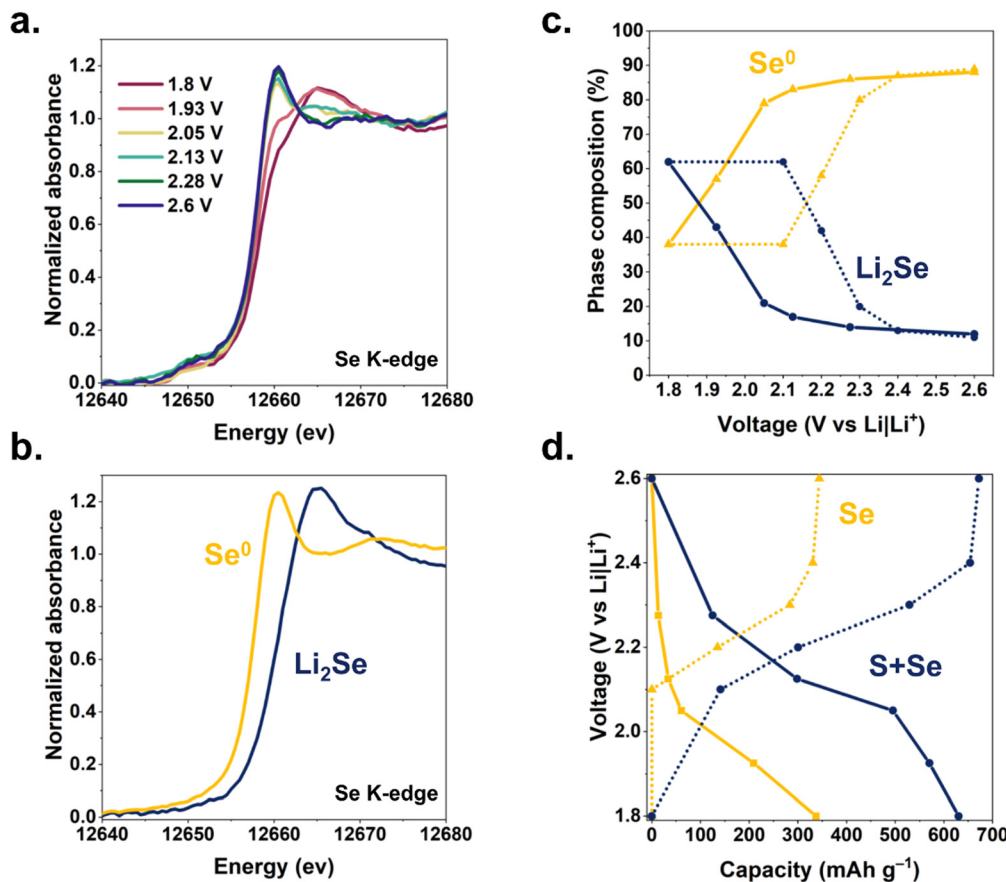 a.
1.2
1.0
0.8
0.6
0.4
0.2
0.0
Normalized absorbance
1.8 V
1.93 V
2.05 V
2.13 V
2.28 V
2.6 V
Se K-edge
12640
12650
12660
12670
12680
Energy (ev)
b.
1.2
1.0
0.8
0.6
0.4
0.2
0.0
Normalized absorbance
Se⁰
Li₂Se
Se K-edge
12640
12650
12660
12670
12680
Energy (ev)
c.
100
90
80
70
60
50
40
30
20
10
0
Phase composition (%)
Se⁰
Li₂Se
1.8
1.9
2.0
2.1
2.2
2.3
2.4
2.5
2.6
Voltage (V vs Li|Li⁺)
d.
2.6
2.4
2.2
2.0
1.8
Voltage (V vs Li|Li⁺)
Se
S+Se
0
100
200
300
400
500
600
700
Capacity (mAh g⁻¹)